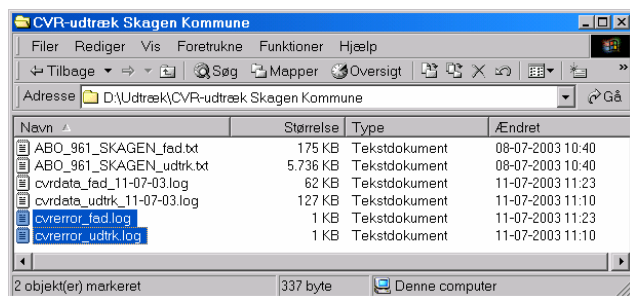 CVR-udtræk Skagen Kommune
Filer Rediger Vis Foretrukne Funktioner Hjælp
Tilbage Søg Mapper Oversigt »
Adresse D:\Udtræk\CVR-udtræk Skagen Kommune Gå
Navn Størrelse Type Ændret
ABO_961_SKAGEN_fad.txt 175 KB Tekstdokument 08-07-2003 10:40
ABO_961_SKAGEN_udtrk.txt 5.736 KB Tekstdokument 08-07-2003 10:40
cvrdata_fad_11-07-03.log 62 KB Tekstdokument 11-07-2003 11:23
cvrdata_udtrk_11-07-03.log 127 KB Tekstdokument 11-07-2003 11:10
cvrerror_fad.log 1 KB Tekstdokument 11-07-2003 11:23
cvrerror_udtrk.log 1 KB Tekstdokument 11-07-2003 11:10
2 objekt(er) markeret 337 byte Denne computer